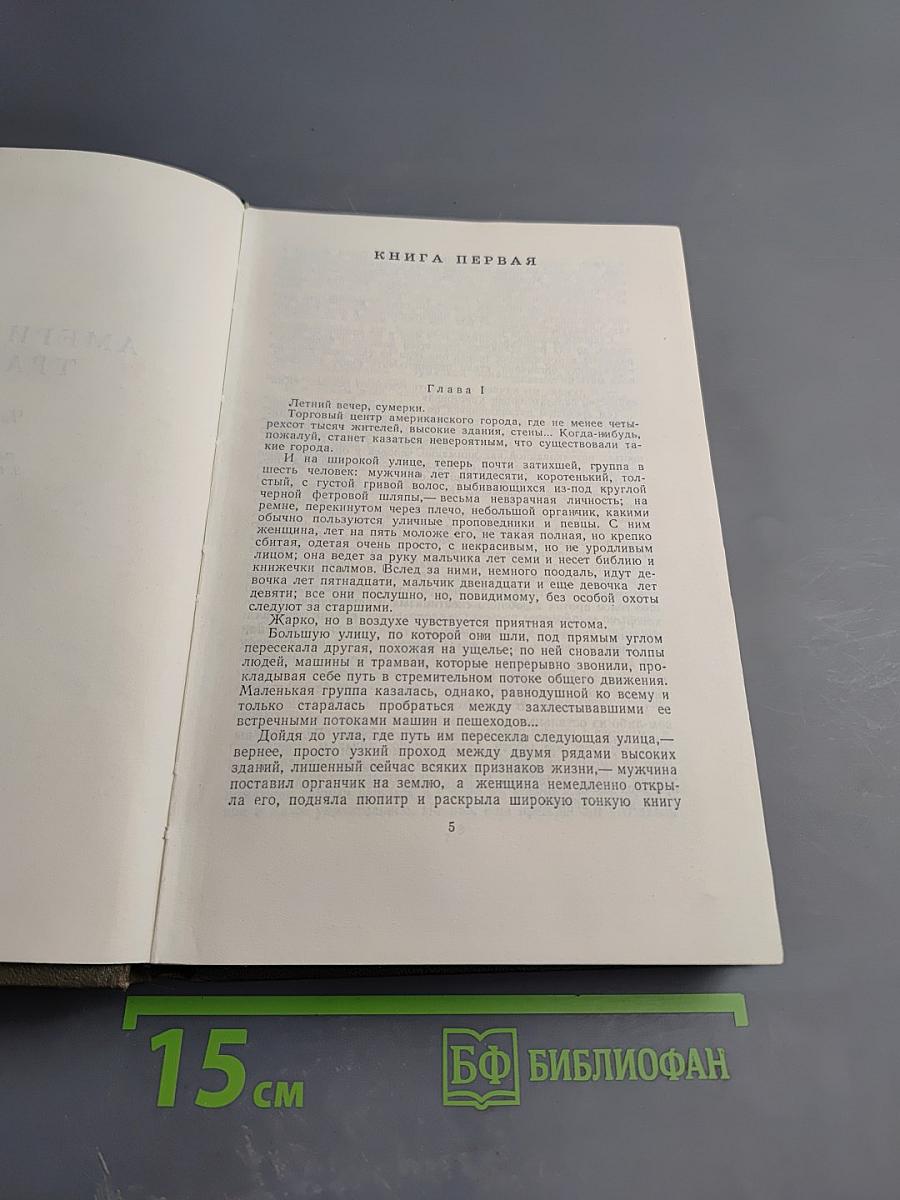 КНИГА ПЕРВАЯ
Глава I
Летний вечер, сумерки.
Торговый центр американского города, где не менее четы-
рехсот тысяч жителей, высокие здания, стены... Когда-нибудь,
пожалуй, станет казаться невероятным, что существовали та-
кие города.
И на широкой улице, теперь почти затихшей, группа в
шесть человек: мужчина лет пятидесяти, коротенький, тол-
стый, с густой гривой волос, выбивающихся из-под круглой
черной фетровой шляпы,— весьма невзрачная личность; на
ремне, перекинутом через плечо, небольшой органчик, какими
обычно пользуются уличные проповедники и певцы. С ним
женщина, лет на пять моложе его, не такая полная, но крепко
сбитая, одетая очень просто, с некрасивым, но не уродливым
лицом; она ведет за руку мальчика лет семи и несет библию и
книжечки псалмов. Вслед за ними, немного поодаль, идут де-
вочка лет пятнадцати, мальчик двенадцати и еще девочка лет
девяти; все они послушно, но, повидимому, без особой охоты
следуют за старшими.
Жарко, но в воздухе чувствуется приятная истома.
Большую улицу, по которой они шли, под прямым углом
пересекала другая, похожая на ущелье; по ней сновали толпы
людей, машины и трамваи, которые непрерывно звонили, про-
кладывая себе путь в стремительном потоке общего движения.
Маленькая группа казалась, однако, равнодушной ко всему и
только старалась пробраться между захлестывавшими ее
встречными потоками машин и пешеходов...
Дойдя до угла, где путь им пересекла следующая улица,—
вернее, просто узкий проход между двумя рядами высоких
зданий, лишенный сейчас всяких признаков жизни,— мужчина
поставил органчик на землю, а женщина немедленно откры-
ла его, подняла пюпитр и раскрыла широкую тонкую книгу
5
15 см
БФ БИБЛИОФАН